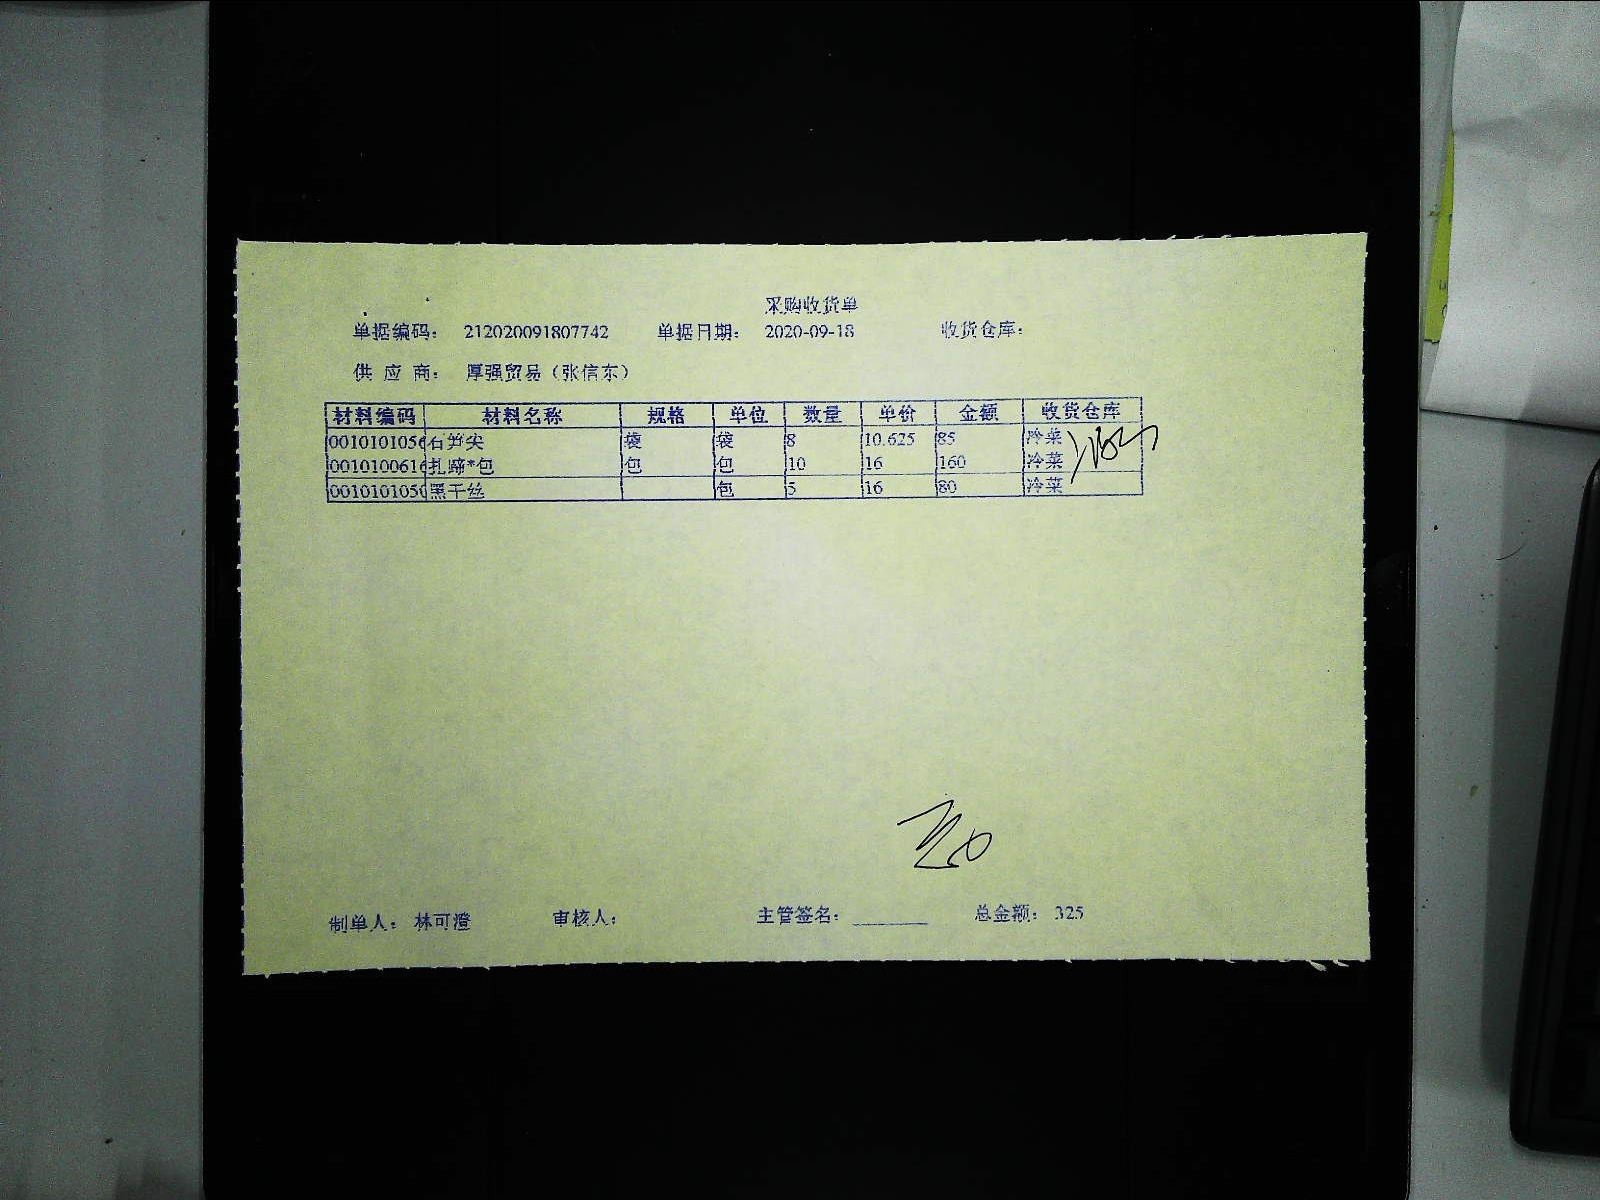 采购收货单
单据编码： 212020091807742 单据日期： 2020-09-18 收货仓库：
供 应 商： 厚强贸易（张信东）
材料编码 材料名称 规格 单位 数量 单价 金额 收货仓库
0010101056 石笋尖 袋 袋 8 10.625 85 冷菜
0010100616 扎蹄*包 包 包 10 16 160 冷菜
0010101050 黑干丝 包 5 16 80 冷菜
制单人： 林可澄 审核人： 主管签名： 总金额： 325